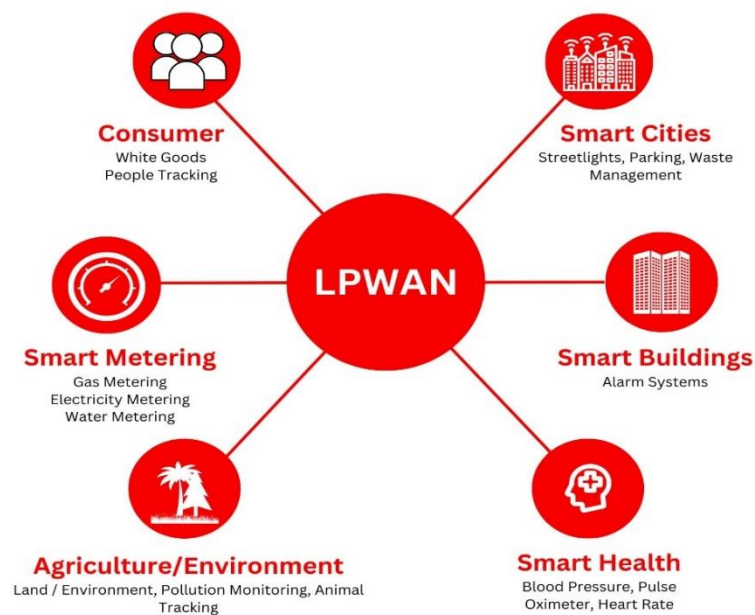 Consumer
White Goods
People Tracking
Smart Cities
Streetlights, Parking, Waste
Management
LPWAN
Smart Metering
Gas Metering
Electricity Metering
Water Metering
Smart Buildings
Alarm Systems
Agriculture/Environment
Land / Environment, Pollution Monitoring, Animal
Tracking
Smart Health
Blood Pressure, Pulse
Oximeter, Heart Rate